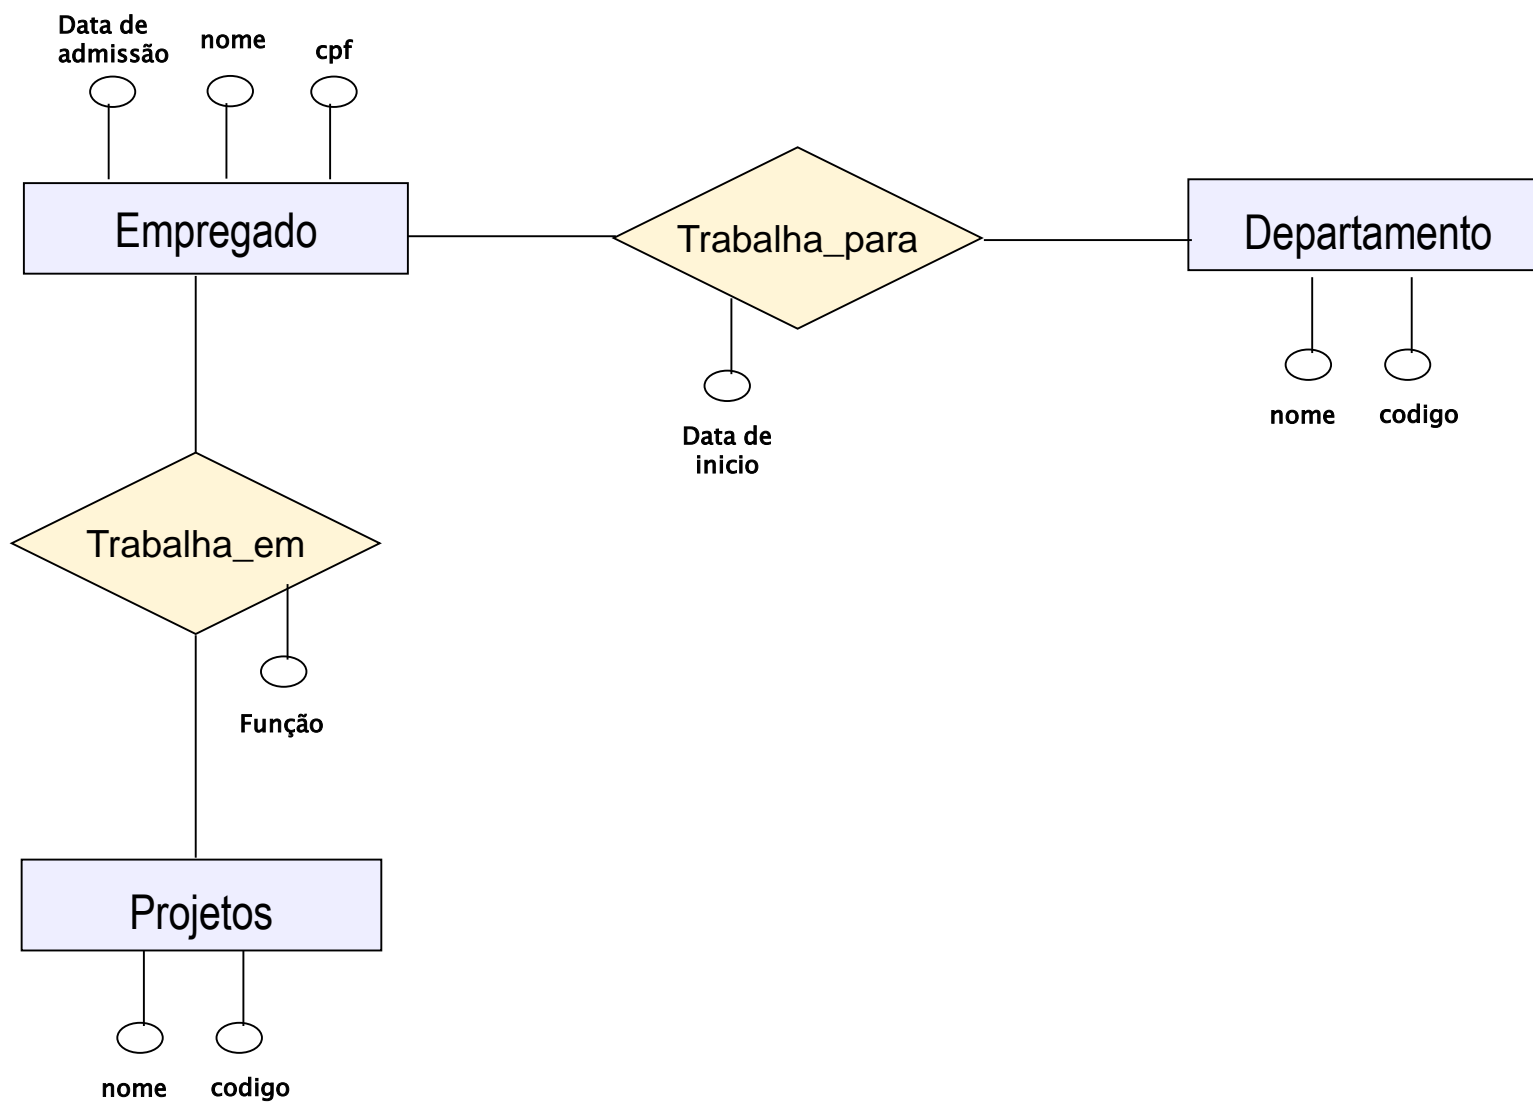 Data de
admissão
nome
cpf
Empregado
Trabalha_para
Departamento
Data de
inicio
nome
codigo
Trabalha_em
Função
Projetos
nome
codigo